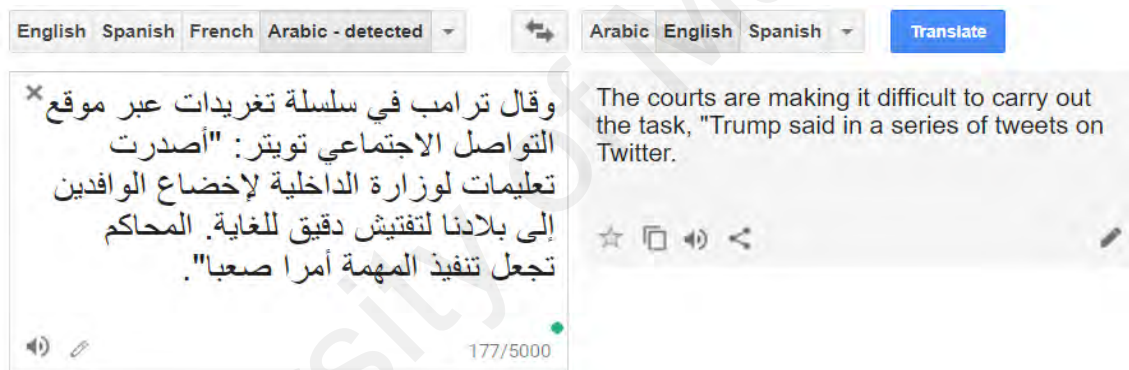 English Spanish French Arabic - detected
Arabic English Spanish Translate
وقال ترامب في سلسلة تغريدات عبر موقع
التواصل الاجتماعي تويتر: "أصدرت
تعليمات لوزارة الداخلية لإخضاع الوافدين
إلى بلادنا لتفتيش دقيق للغاية. المحاكم
تجعل تنفيذ المهمة أمرا صعبا".
177/5000
The courts are making it difficult to carry out
the task, "Trump said in a series of tweets on
Twitter.